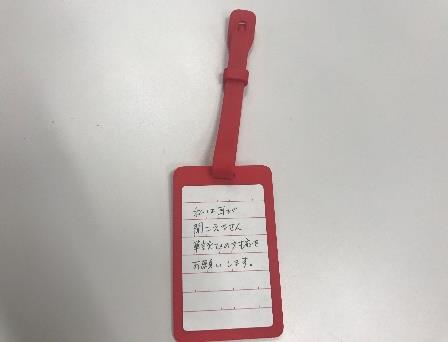 私は耳が
聞こえません
筆談での対応を
お願いします。